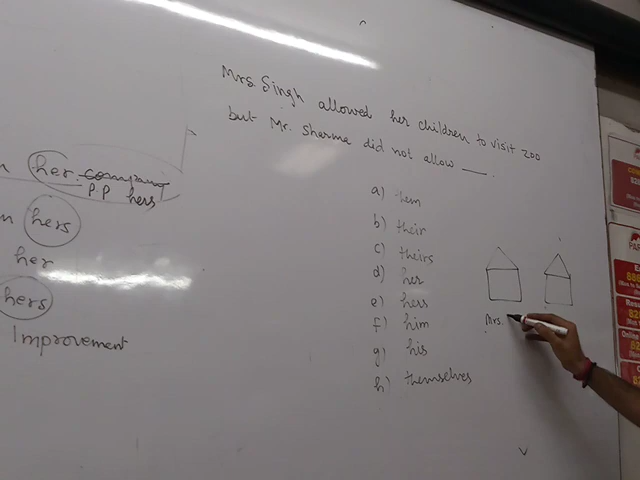 Mrs. Singh allowed her children to visit zoo
but Mr. Sharma did not allow ___.
a) them
b) their
c) theirs
d) her
e) hers
f) him
g) his
h) themselves
her company
P.P hers
hers
her
hers
Improvement
Mrs.